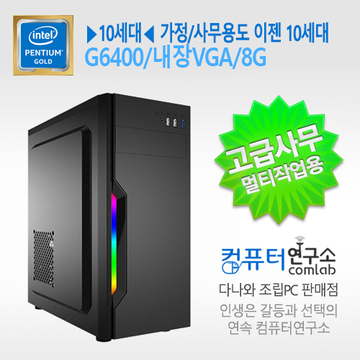 intel
PENTIUM
GOLD
▶10세대◀ 가정/사무용도 이젠 10세대
G6400/내장VGA/8G
고급사무
멀티작업용
컴퓨터연구소
comlab
다나와 조립PC 판매점
인생은 갈등과 선택의
연속 컴퓨터연구소